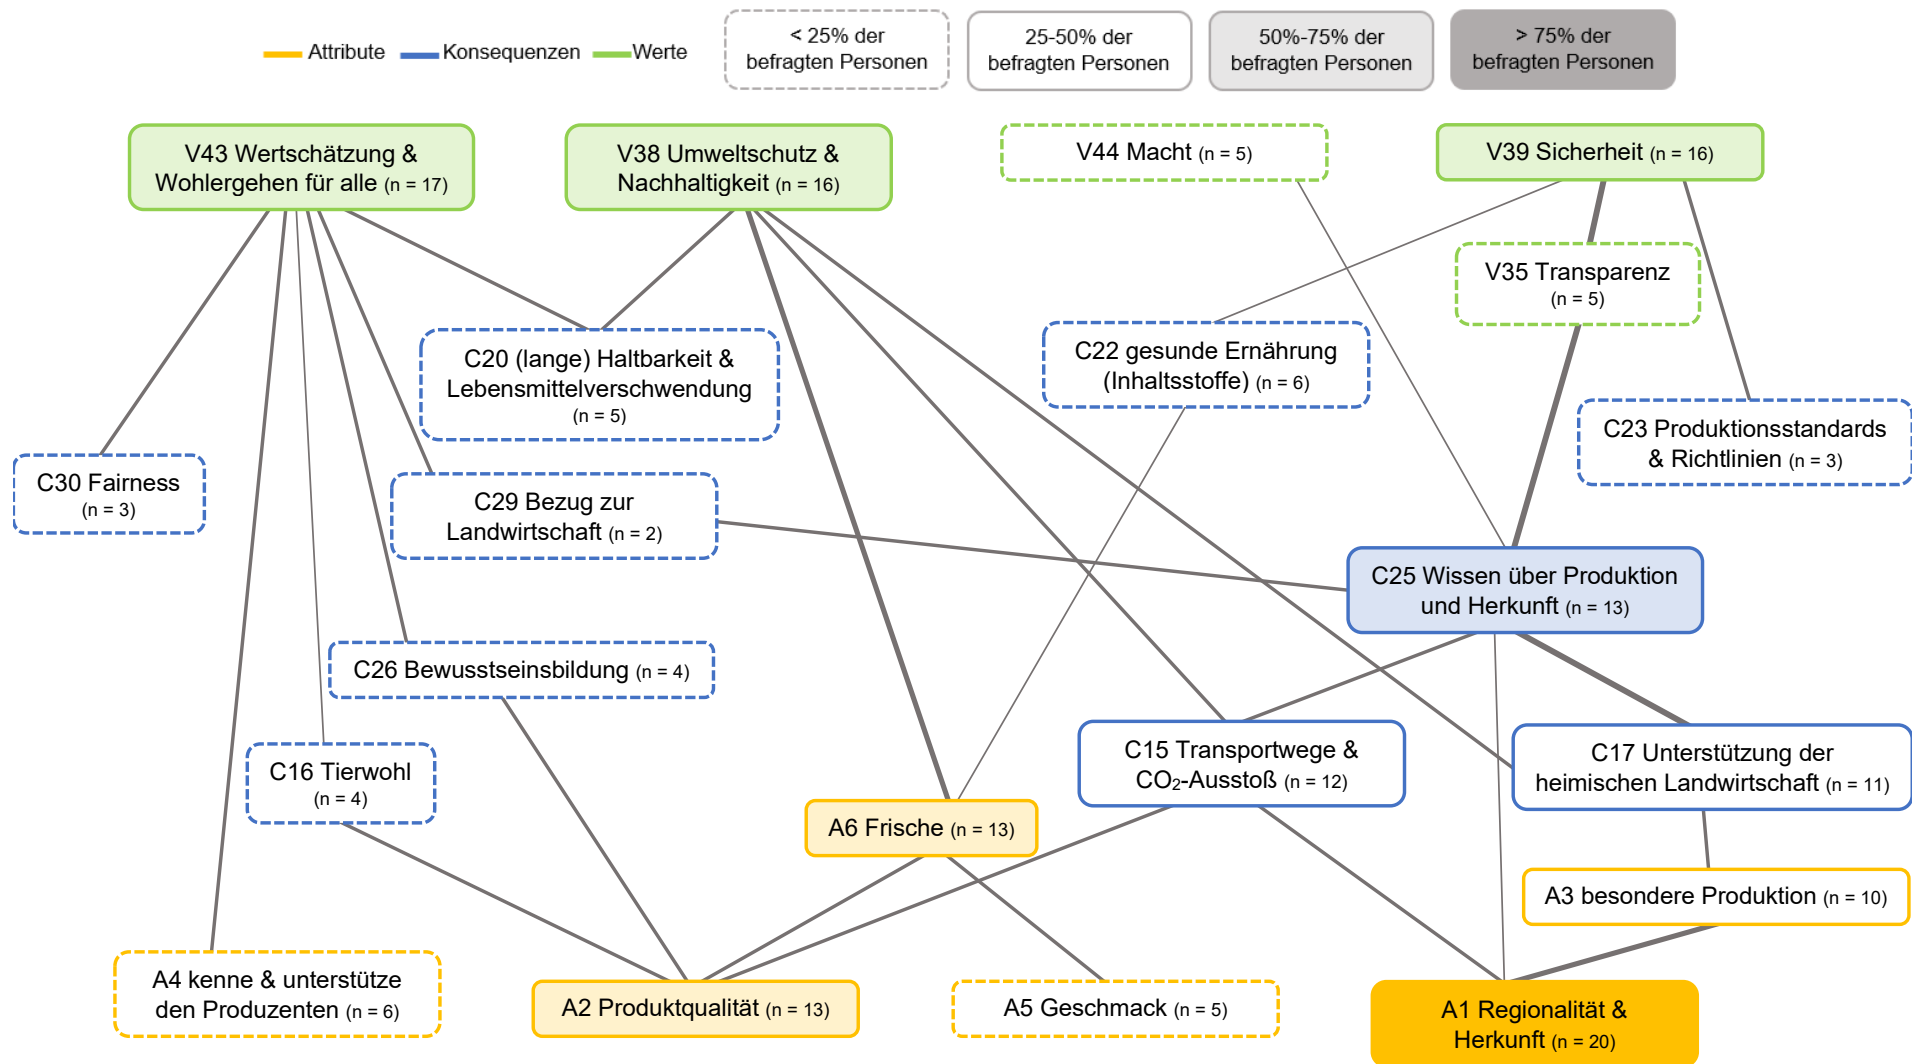 Attribute
Konsequenzen
Werte
< 25% der
befragten Personen
25-50% der
befragten Personen
50%-75% der
befragten Personen
> 75% der
befragten Personen
V43 Wertschätzung &
Wohlergehen für alle (n = 17)
V38 Umweltschutz &
Nachhaltigkeit (n = 16)
V44 Macht (n = 5)
V39 Sicherheit (n = 16)
V35 Transparenz
(n = 5)
C20 (lange) Haltbarkeit &
Lebensmittelverschwendung
(n = 5)
C22 gesunde Ernährung
(Inhaltsstoffe) (n = 6)
C23 Produktionsstandards
& Richtlinien (n = 3)
C30 Fairness
(n = 3)
C29 Bezug zur
Landwirtschaft (n = 2)
C25 Wissen über Produktion
und Herkunft (n = 13)
C26 Bewusstseinsbildung (n = 4)
C16 Tierwohl
(n = 4)
C15 Transportwege &
CO₂-Ausstoß (n = 12)
C17 Unterstützung der
heimischen Landwirtschaft (n = 11)
A6 Frische (n = 13)
A3 besondere Produktion (n = 10)
A4 kenne & unterstütze
den Produzenten (n = 6)
A2 Produktqualität (n = 13)
A5 Geschmack (n = 5)
A1 Regionalität &
Herkunft (n = 20)